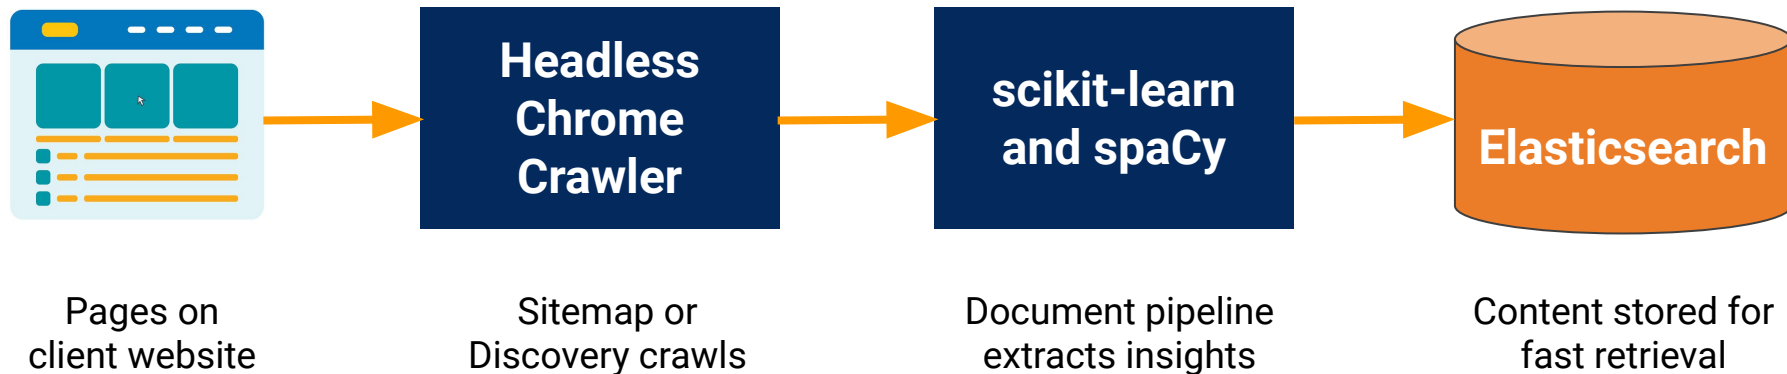 Headless
Chrome
Crawler
scikit-learn
and spaCy
Elasticsearch
Pages on
client website
Sitemap or
Discovery crawls
Document pipeline
extracts insights
Content stored for
fast retrieval